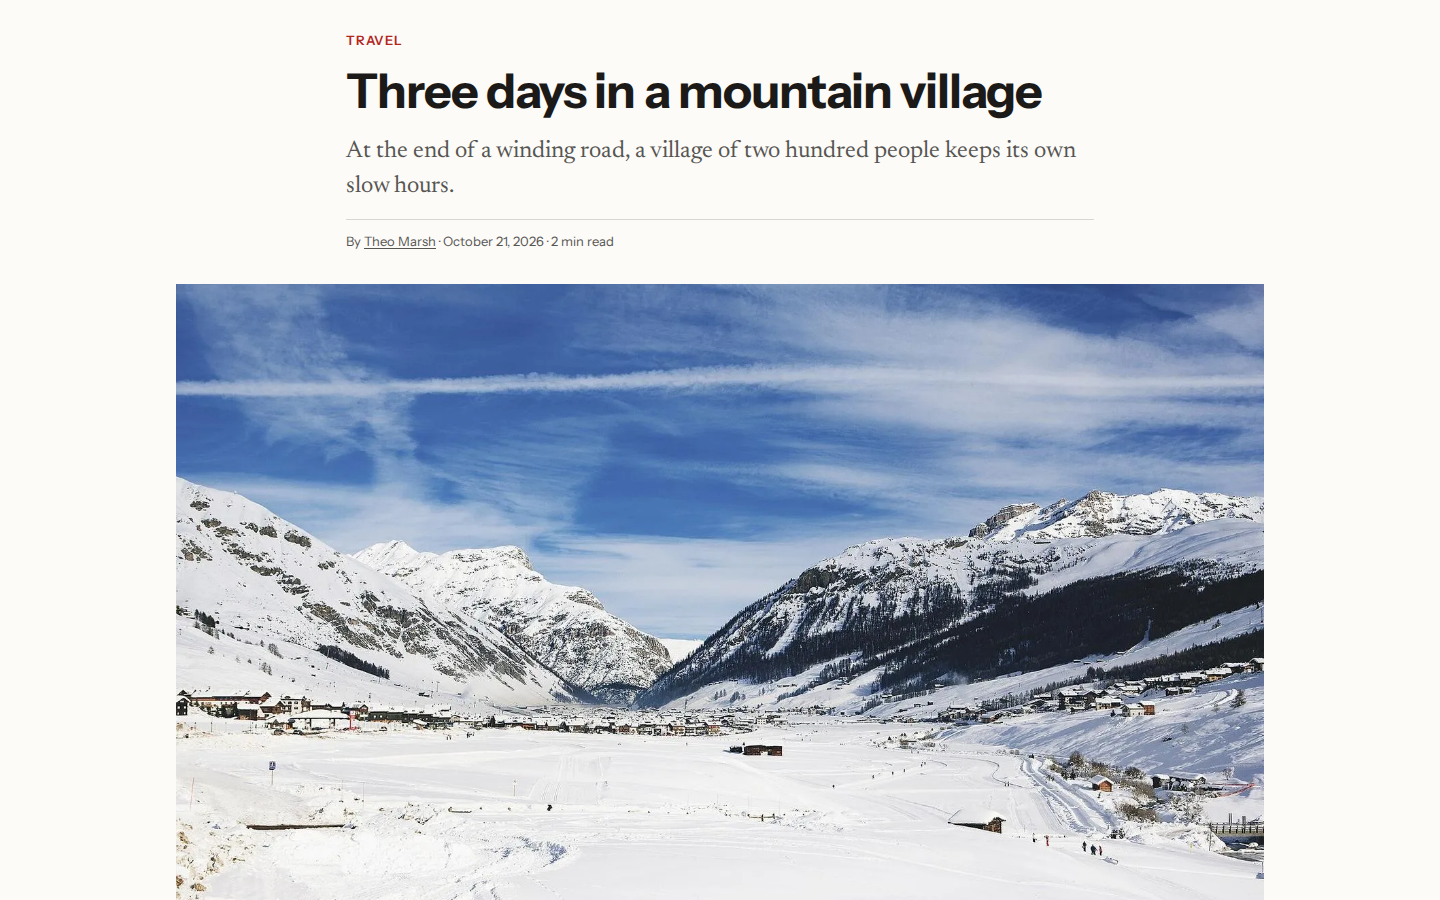 TRAVEL
Three days in a mountain village
At the end of a winding road, a village of two hundred people keeps its own
slow hours.
By Theo Marsh · October 21, 2026 · 2 min read